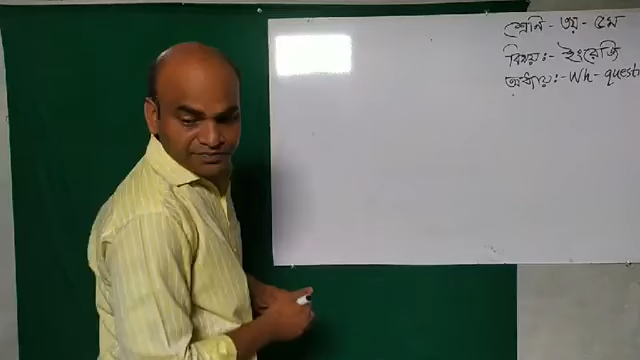 শ্রেনি - ৩য় - ৫ম
বিষয়ঃ- ইংরেজি
অধ্যায়ঃ- Wh- questi